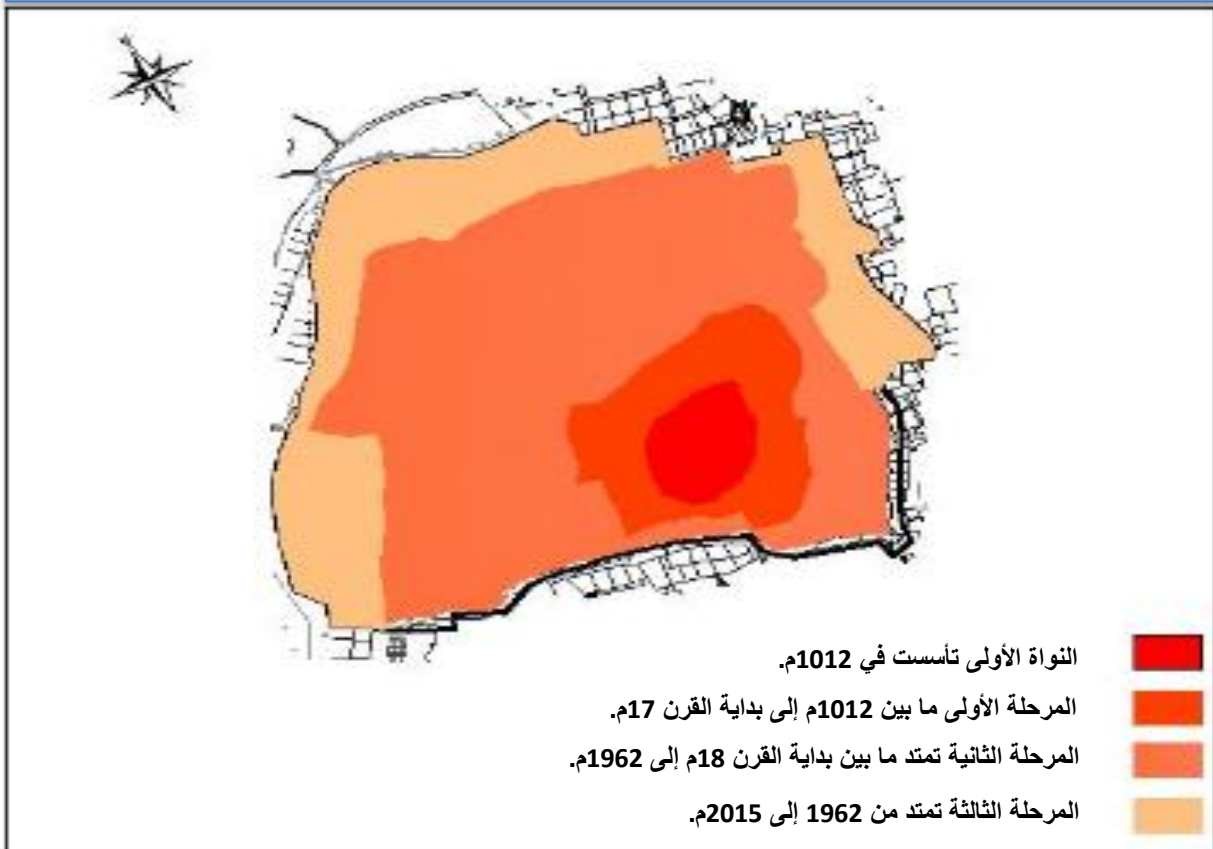 النواة الأولى تأسست في 1012م.
المرحلة الأولى ما بين 1012م إلى بداية القرن 17م.
المرحلة الثانية تمتد ما بين بداية القرن 18م إلى 1962م.
المرحلة الثالثة تمتد من 1962 إلى 2015م.